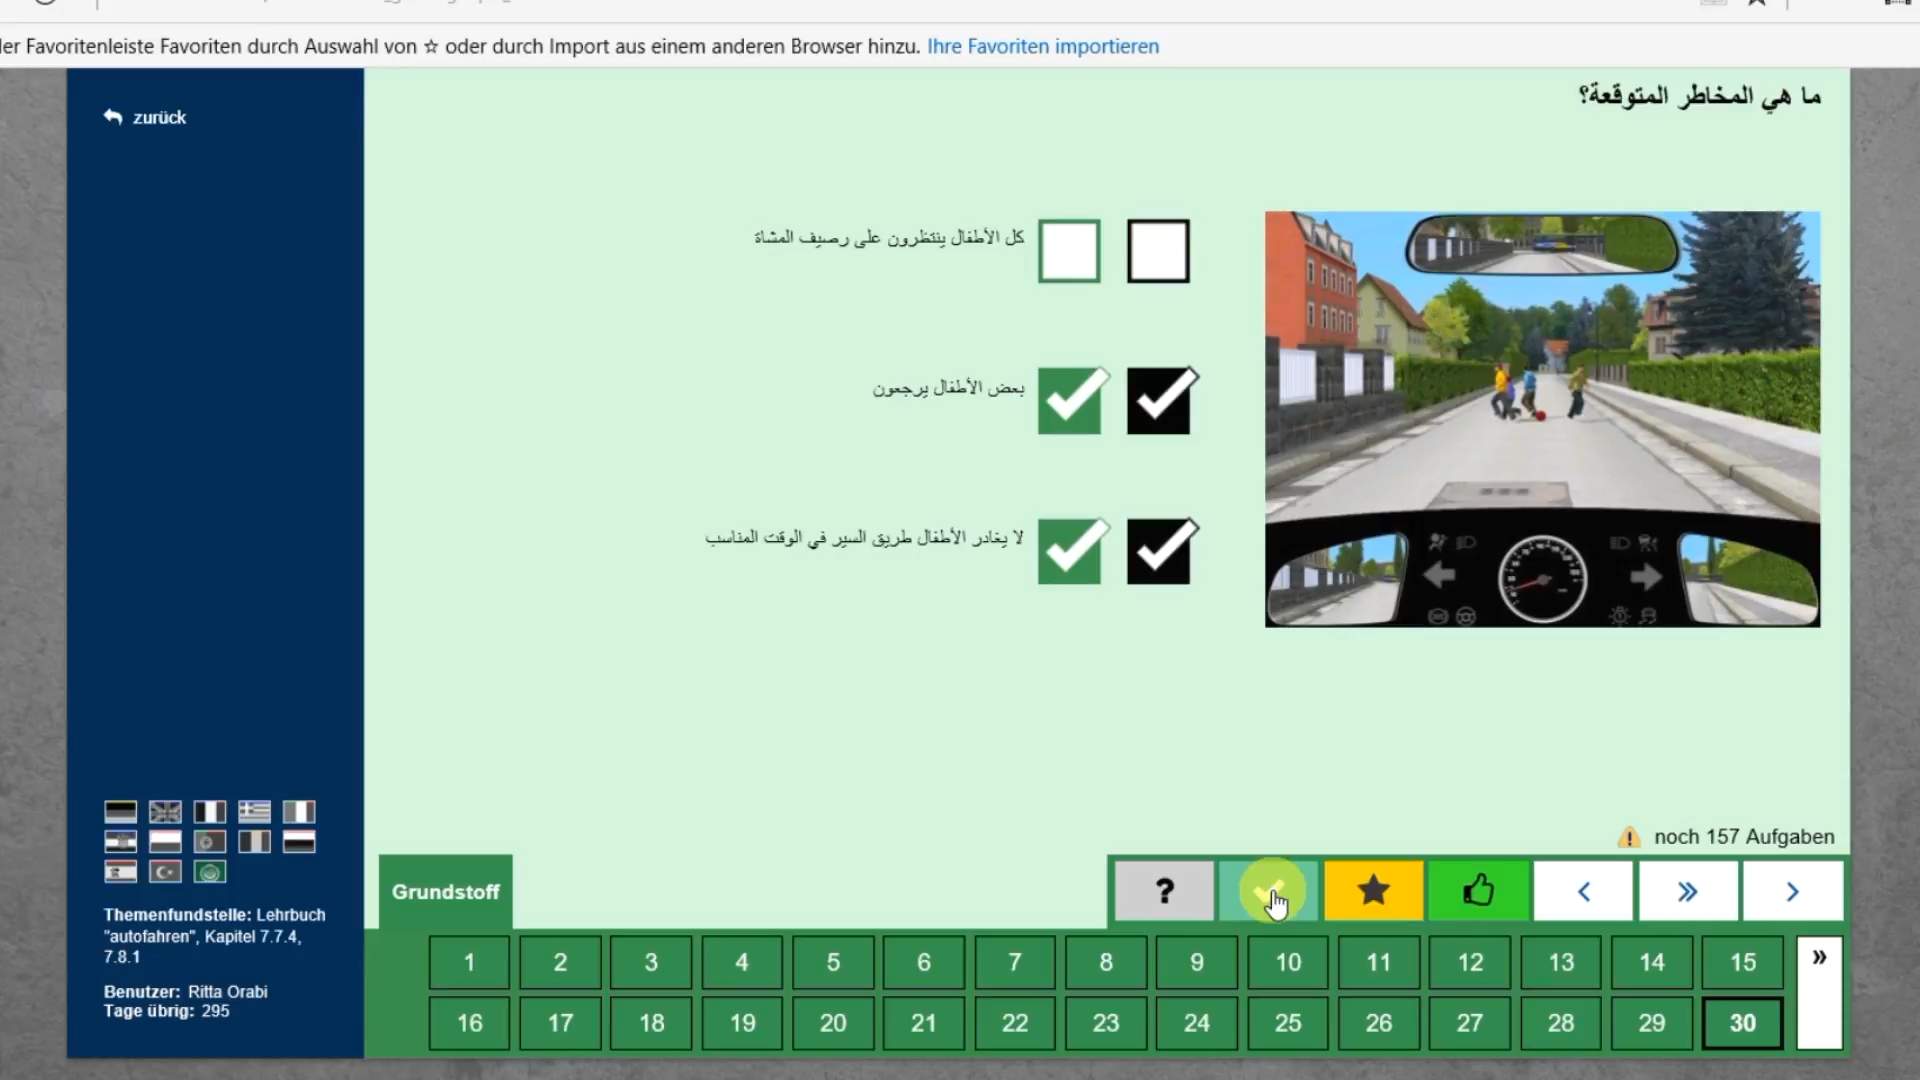 der Favoritenleiste Favoriten durch Auswahl von ☆ oder durch Import aus einem anderen Browser hinzu. Ihre Favoriten importieren
zurück
ما هي المخاطر المتوقعة؟
كل الأطفال ينتظرون على رصيف المشاة
بعض الأطفال يرجعون
لا يغادر الأطفال طريق السير في الوقت المناسب
noch 157 Aufgaben
Grundstoff
?
1 2 3 4 5 6 7 8 9 10 11 12 13 14 15 »
16 17 18 19 20 21 22 23 24 25 26 27 28 29 30
Themenfundstelle: Lehrbuch
"autofahren", Kapitel 7.7.4,
7.8.1
Benutzer: Ritta Orabi
Tage übrig: 295